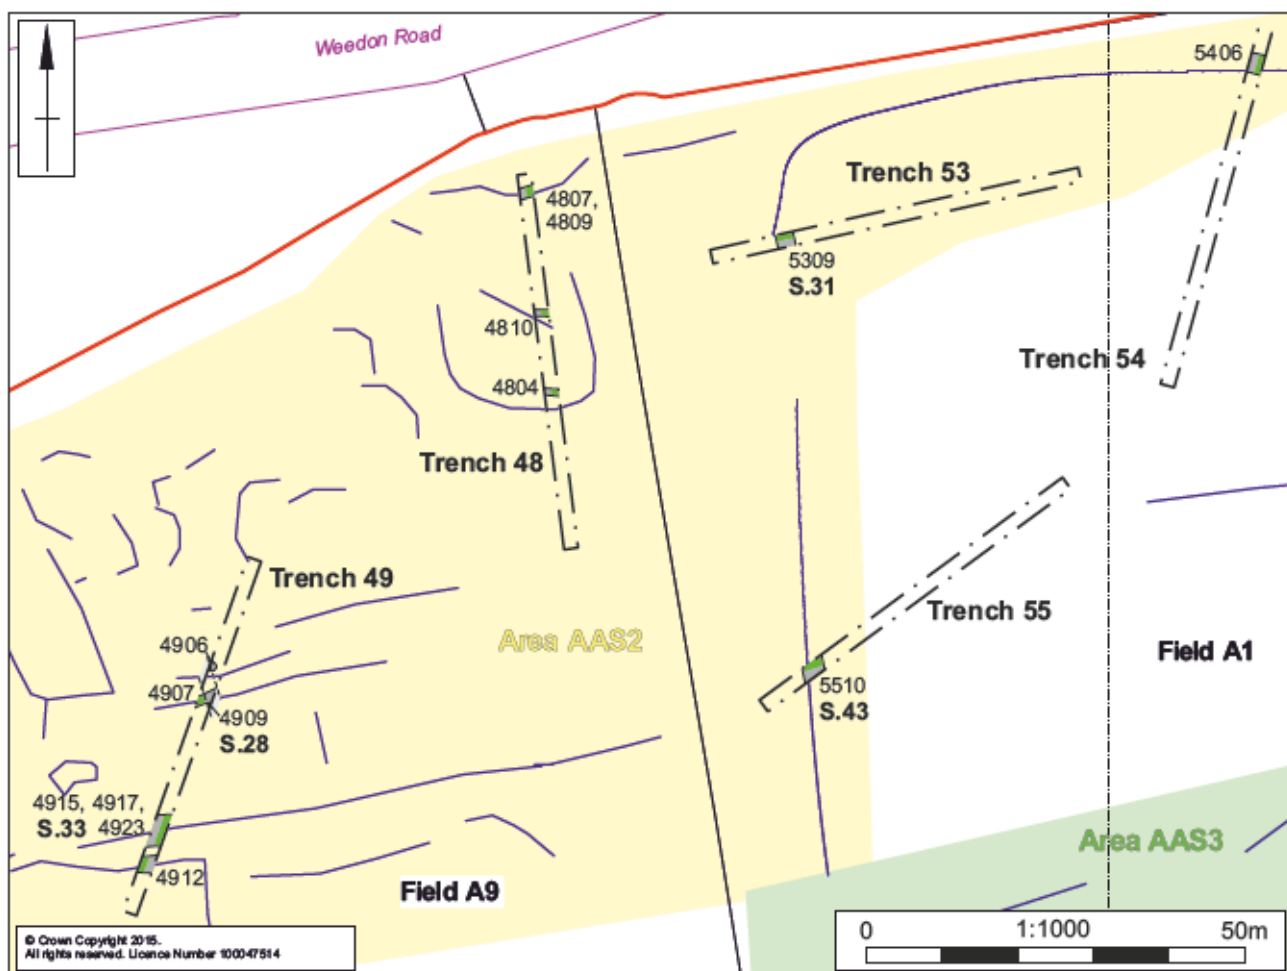 Weedon Road
5406
Trench 53
4807,
4809
5309
S.31
4810
Trench 54
4804
Trench 48
Trench 49
Trench 55
4906
Area AAS2
Field A1
4907
5510
4909
S.43
S.28
4915, 4917,
S.33 4923
Area AAS3
4912
Field A9
0 1:1000 50m
© Crown Copyright 2015.
All rights reserved. Licence Number 100047514